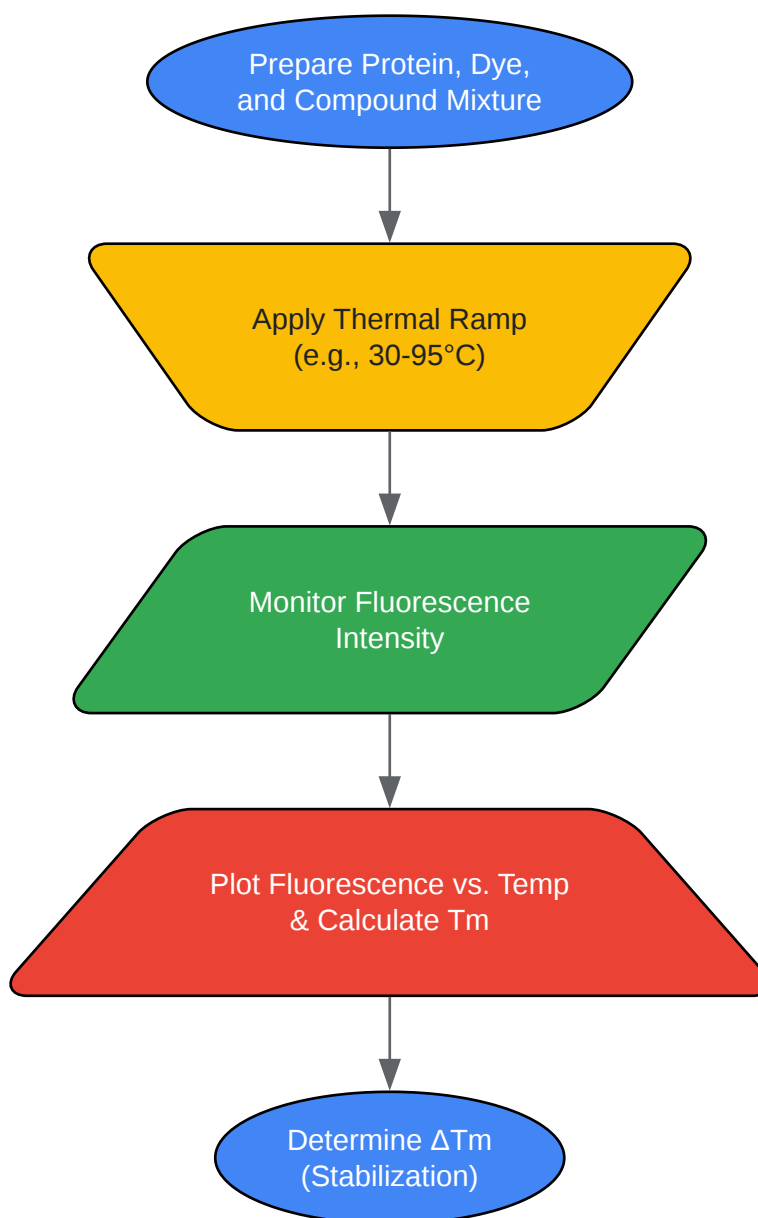 Prepare Protein, Dye,
and Compound Mixture
Apply Thermal Ramp
(e.g., 30-95°C)
Monitor Fluorescence
Intensity
Plot Fluorescence vs. Temp
& Calculate Tm
Determine ΔTm
(Stabilization)